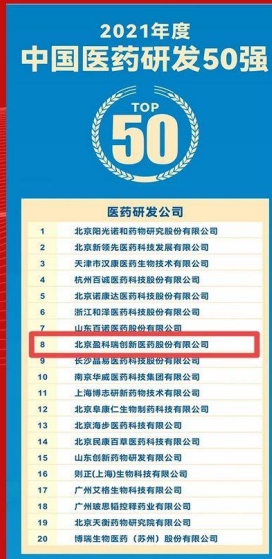 2021年度
中国医药研发50强
TOP
50
医药研发公司
1 北京阳光诺和药物研究股份有限公司
2 北京新领先医药科技发展有限公司
3 天津市汉康医药生物技术有限公司
4 杭州百诚医药科技股份有限公司
5 北京诺康达医药科技股份有限公司
6 浙江和泽医药科技股份有限公司
7 山东百诺医药股份有限公司
8 北京盈科瑞创新医药股份有限公司
9 长沙晶易医药科技股份有限公司
10 南京华威医药科技集团有限公司
11 上海博志研新药物技术有限公司
12 北京阜康仁生物制药科技有限公司
13 北京海步医药科技有限公司
14 北京民康百草医药科技有限公司
15 山东创新药物研发有限公司
16 则正(上海)生物科技有限公司
17 广州艾格生物科技有限公司
18 广州玻思韬控释药业有限公司
19 北京天衡药物研究院有限公司
20 博瑞生物医药（苏州）股份有限公司